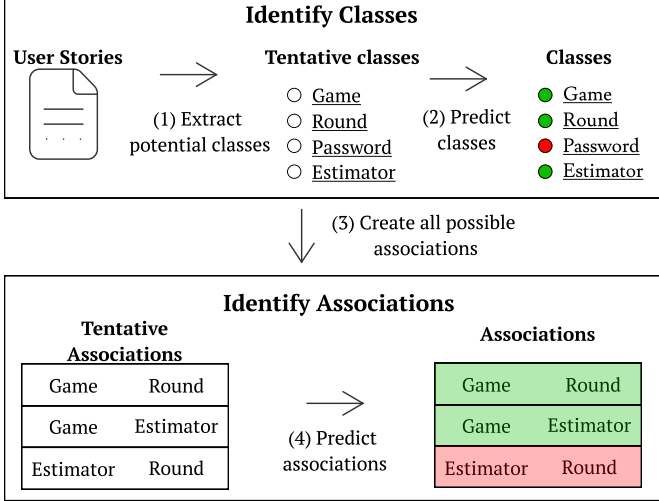 Identify Classes
User Stories
(1) Extract
potential classes
Tentative classes
Game
Round
Password
Estimator
(2) Predict
classes
Classes
Game
Round
Password
Estimator
(3) Create all possible
associations
Identify Associations
Tentative
Associations
Game Round
Game Estimator
Estimator Round
(4) Predict
associations
Associations
Game Round
Game Estimator
Estimator Round